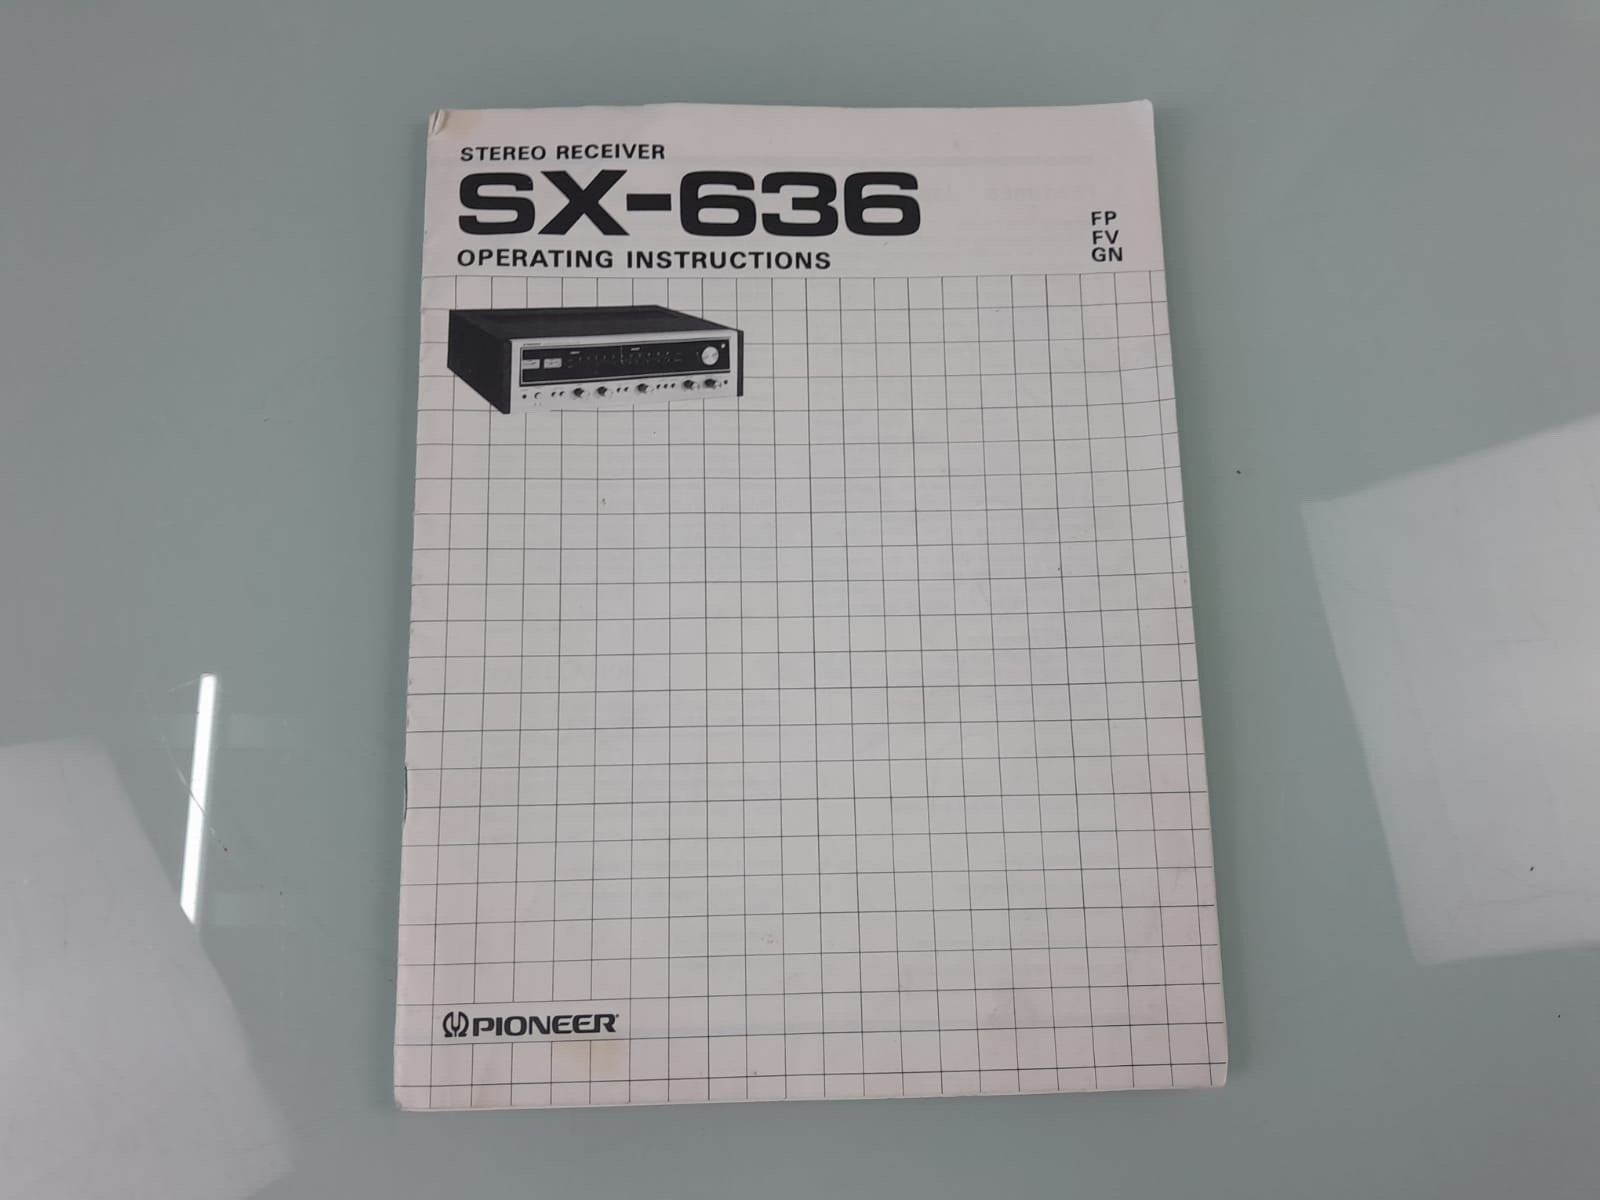 STEREO RECEIVER
SX-636
OPERATING INSTRUCTIONS
FP
FV
GN
PIONEER